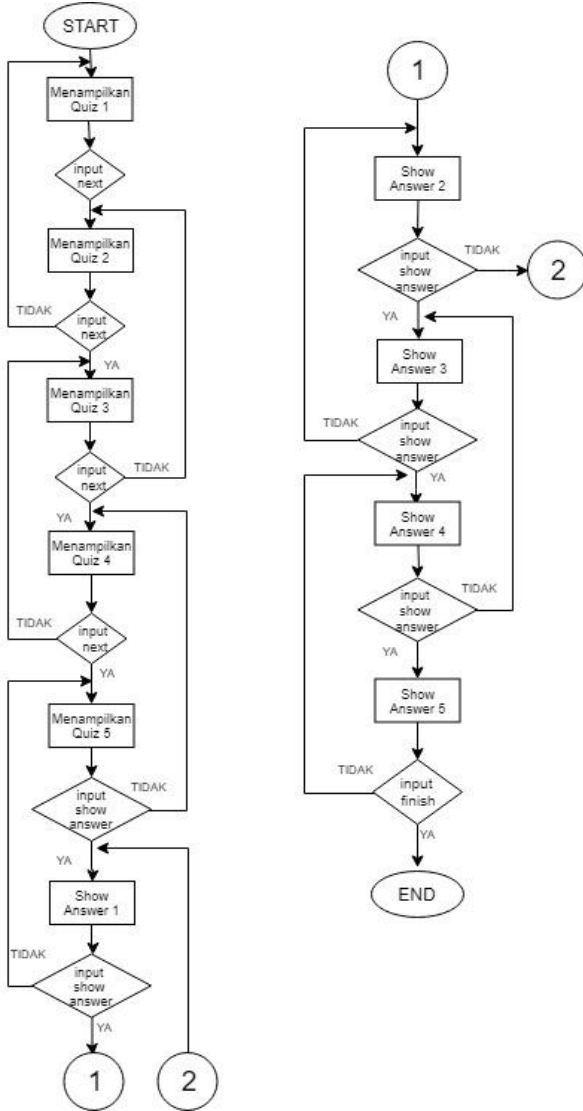 START
Menampilkan
Quiz 1
input
next
Menampilkan
Quiz 2
TIDAK
input
next
YA
Menampilkan
Quiz 3
input
next
TIDAK
YA
Menampilkan
Quiz 4
TIDAK
input
next
YA
Menampilkan
Quiz 5
TIDAK
input
show
answer
YA
Show
Answer 1
TIDAK
input
show
answer
YA
1
2
1
Show
Answer 2
input
show
answer
TIDAK
2
YA
Show
Answer 3
TIDAK
input
show
answer
YA
Show
Answer 4
input
show
answer
TIDAK
YA
Show
Answer 5
TIDAK
input
finish
YA
END